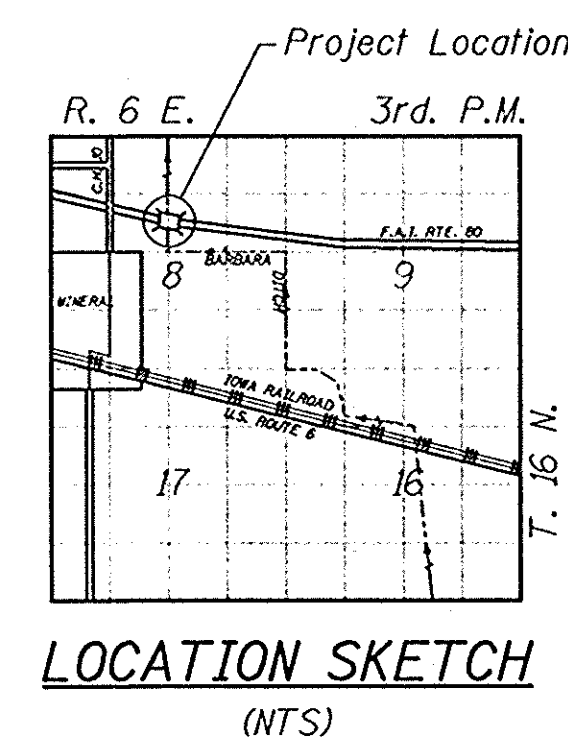 Project Location
R. 6 E. 3rd. P.M.
C.H. 10
F.A.I. RTE. 80
BARBARA
8 9
DITCH
MINERAL
IOWA RAILROAD
U.S. ROUTE 6
17 16
T. 16 N.
LOCATION SKETCH
(NTS)